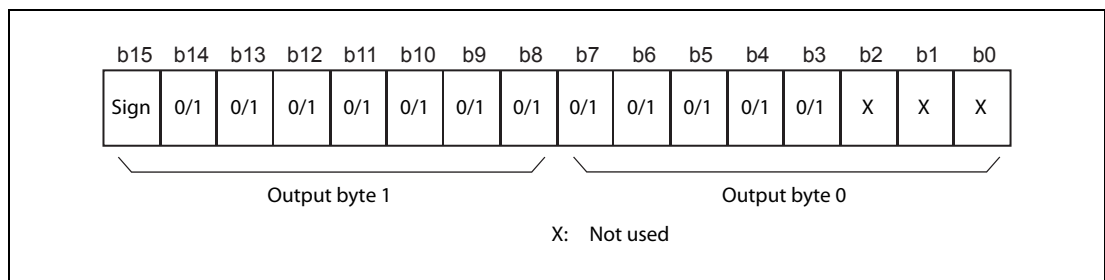 b15 b14 b13 b12 b11 b10 b9 b8 b7 b6 b5 b4 b3 b2 b1 b0
Sign 0/1 0/1 0/1 0/1 0/1 0/1 0/1 0/1 0/1 0/1 0/1 0/1 X X X
Output byte 1 Output byte 0
X: Not used